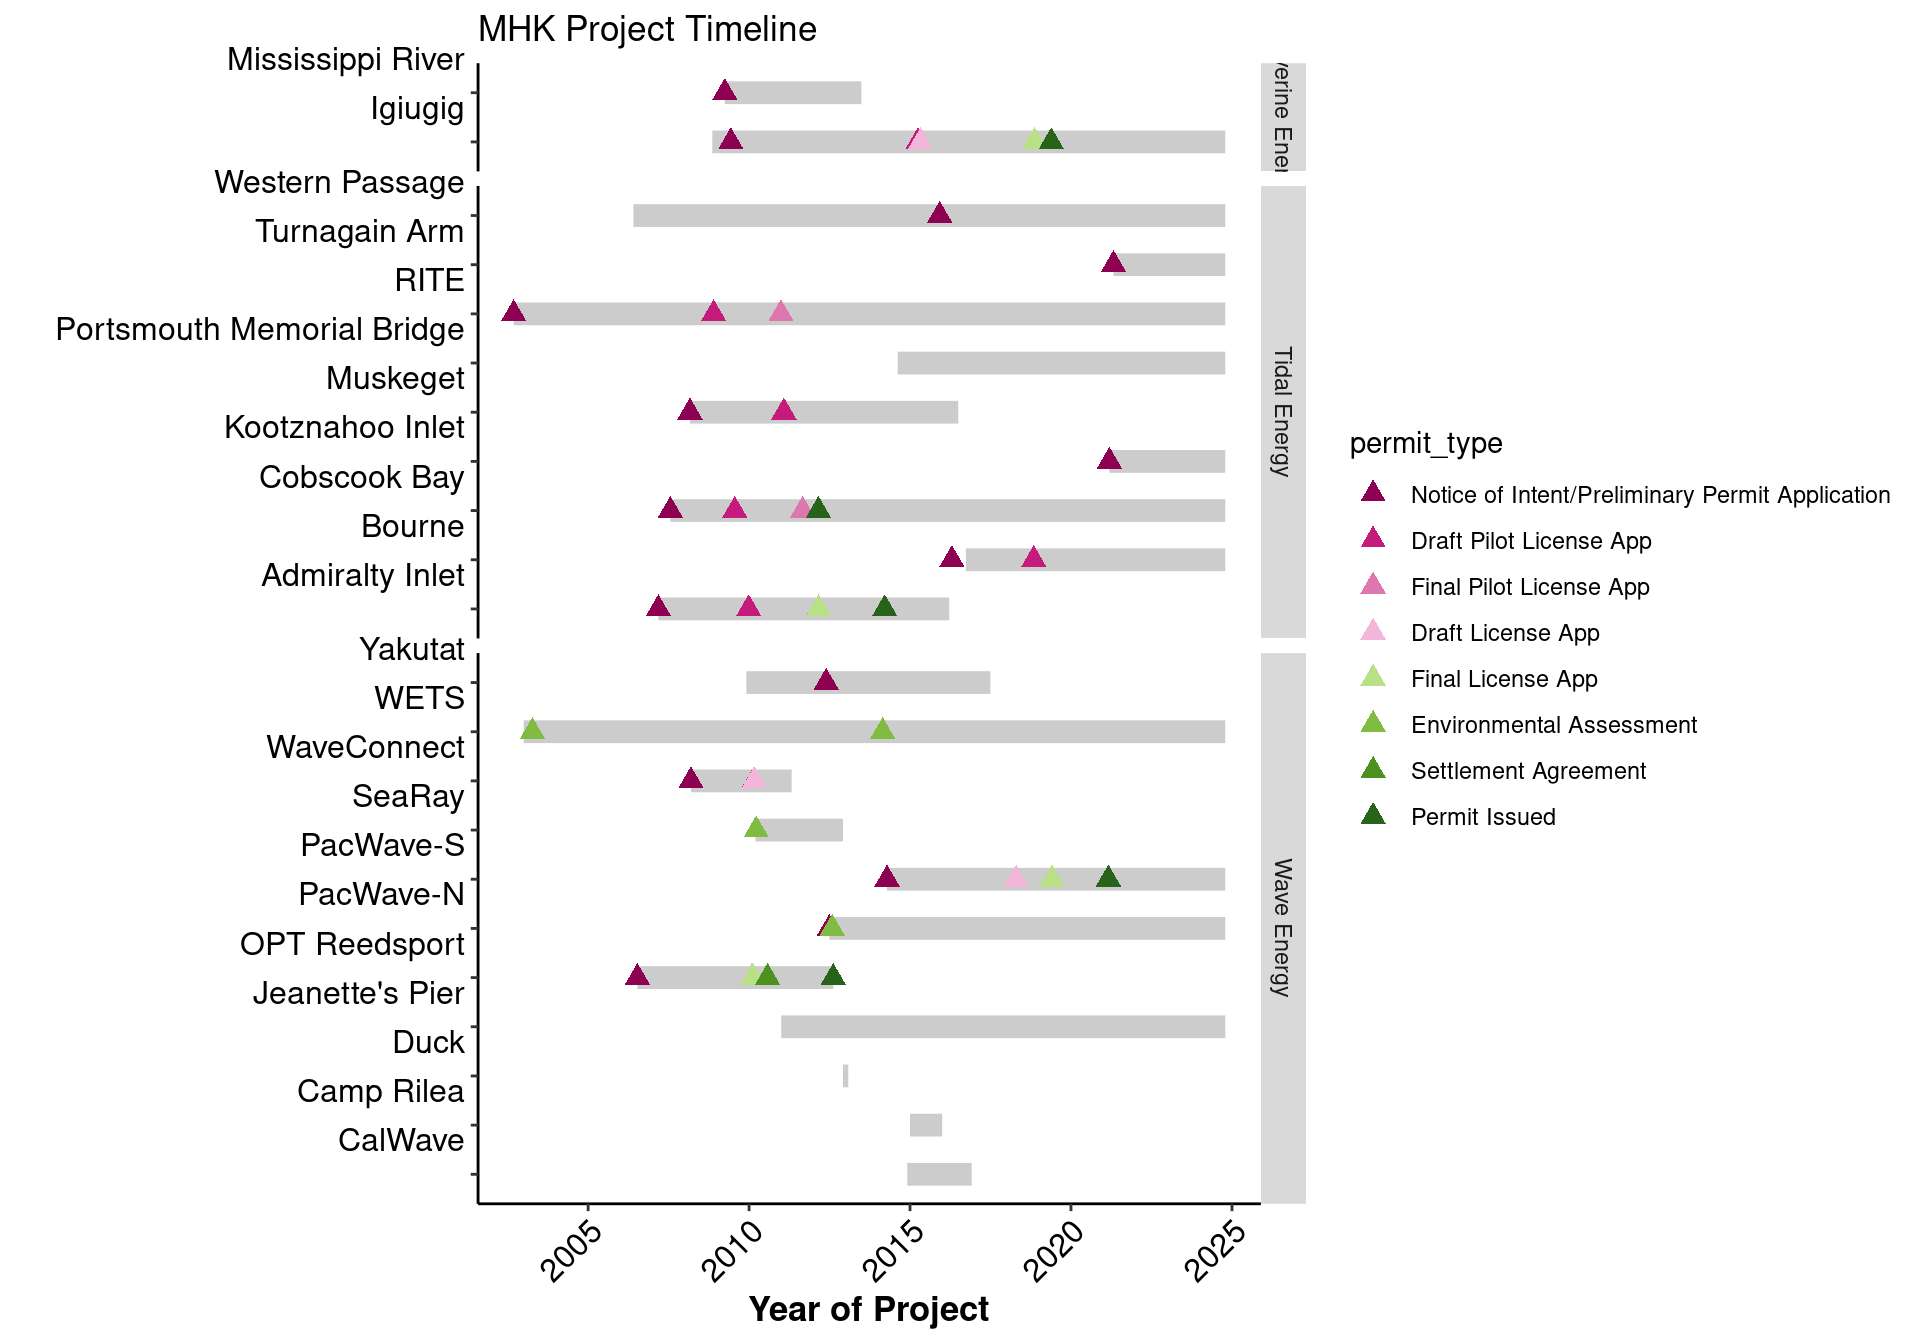 MHK Project Timeline
Mississippi River
Igiugig
Western Passage
Turnagain Arm
RITE
Portsmouth Memorial Bridge
Muskeget
Kootznahoo Inlet
Cobscook Bay
Bourne
Admiralty Inlet
Yakutat
WETS
WaveConnect
SeaRay
PacWave-S
PacWave-N
OPT Reedsport
Jeanette's Pier
Duck
Camp Rilea
CalWave
verine Ener
Tidal Energy
Wave Energy
2005
2010
2015
2020
2025
Year of Project
permit_type
Notice of Intent/Preliminary Permit Application
Draft Pilot License App
Final Pilot License App
Draft License App
Final License App
Environmental Assessment
Settlement Agreement
Permit Issued